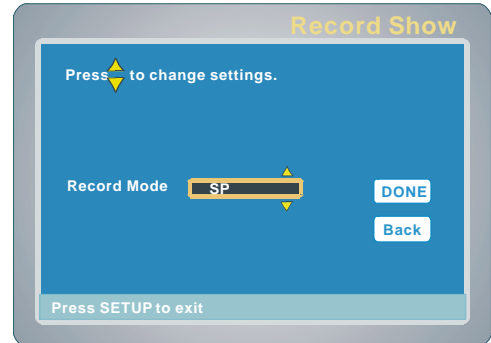 Record Show
Press to change settings.
Record Mode SP
DONE
Back
Press SETUP to exit